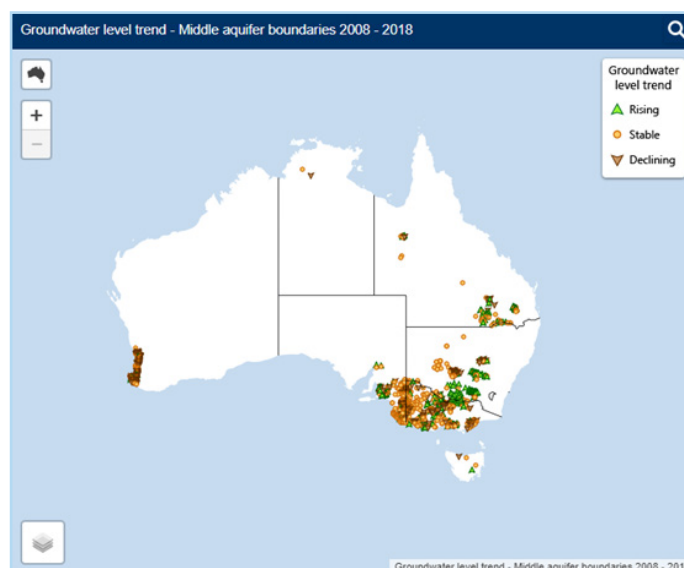 Groundwater level trend - Middle aquifer boundaries 2008 - 2018
Groundwater
level trend
Rising
Stable
Declining
+
−
Groundwater level trend - Middle aquifer boundaries 2008 - 201